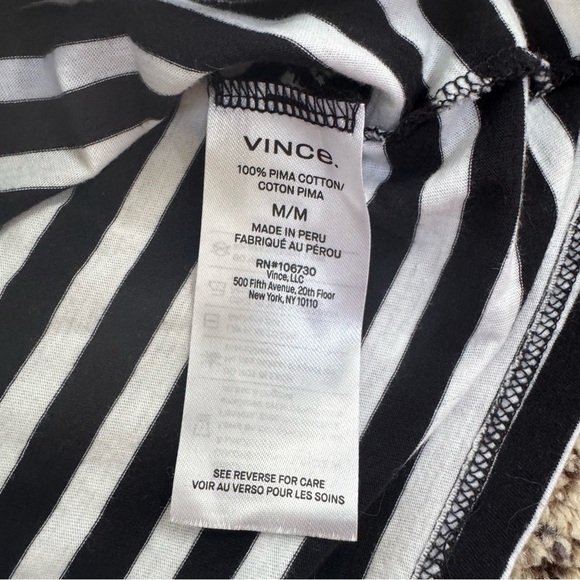 VINCe.
100% PIMA COTTON/
COTON PIMA
M/M
MADE IN PERU
FABRIQUÉ AU PÉROU
RN#106730
Vince, LLC
500 Fifth Avenue, 20th Floor
New York, NY 10110
SEE REVERSE FOR CARE
VOIR AU VERSO POUR LES SOINS